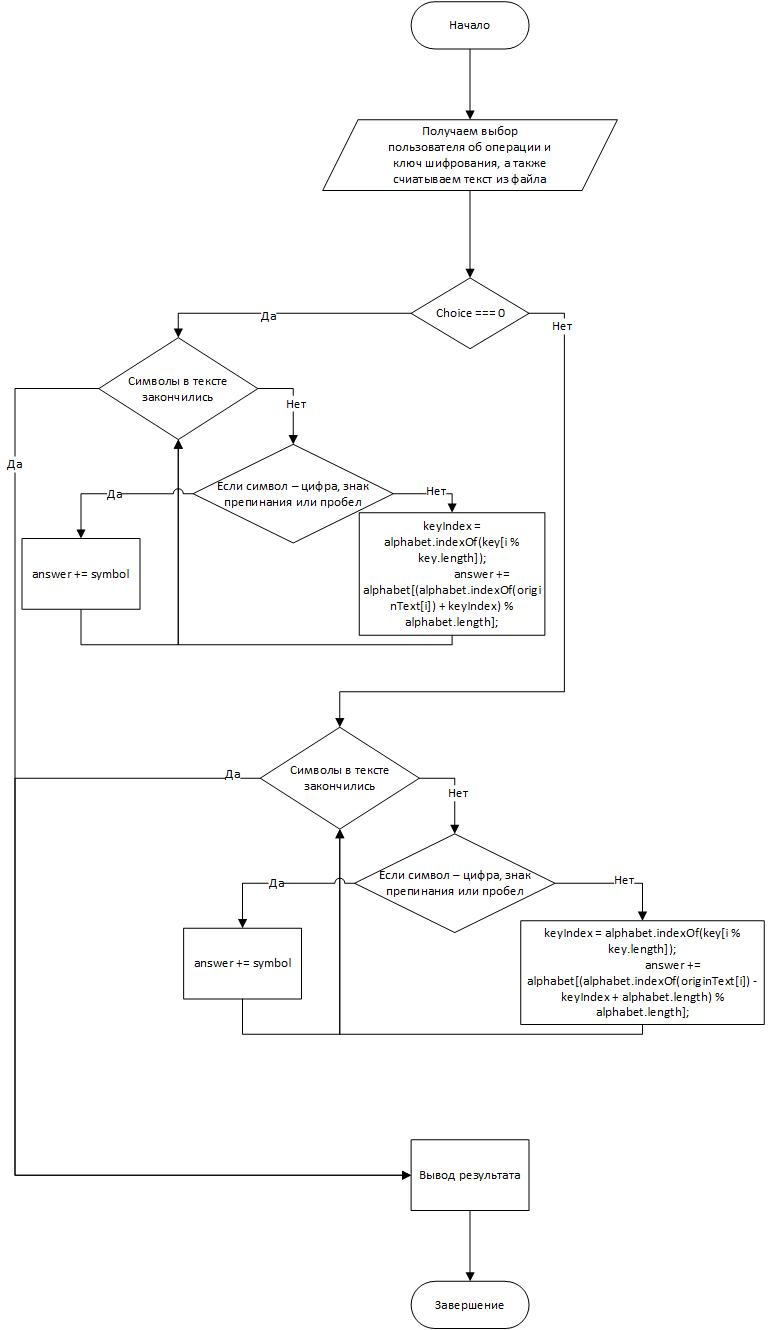 Начало
Получаем выбор
пользователя об операции и
ключ шифрования, а также
счиатываем текст из файла
Choice === 0
Да
Нет
Символы в тексте
закончились
Нет
Да
Если символ – цифра, знак
препинания или пробел
Да
Нет
answer += symbol
keyIndex =
alphabet.indexOf(key[i %
key.length]);
answer +=
alphabet[(alphabet.indexOf(origi
nText[i]) + keyIndex) %
alphabet.length];
Символы в тексте
закончились
Да
Нет
Если символ – цифра, знак
препинания или пробел
Да
Нет
answer += symbol
keyIndex = alphabet.indexOf(key[i %
key.length]);
answer +=
alphabet[(alphabet.indexOf(originText[i]) -
keyIndex + alphabet.length) %
alphabet.length];
Вывод результата
Завершение